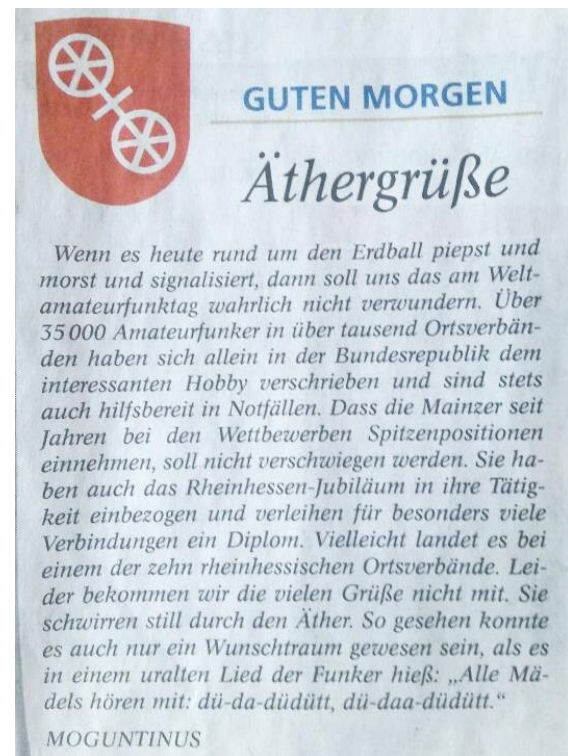 GUTEN MORGEN
Äthergrüße
Wenn es heute rund um den Erdball piepst und
morst und signalisiert, dann soll uns das am Welt-
amateurfunktag wahrlich nicht verwundern. Über
35 000 Amateurfunker in über tausend Ortsverbän-
den haben sich allein in der Bundesrepublik dem
interessanten Hobby verschrieben und sind stets
auch hilfsbereit in Notfällen. Dass die Mainzer seit
Jahren bei den Wettbewerben Spitzenpositionen
einnehmen, soll nicht verschwiegen werden. Sie ha-
ben auch das Rheinhessen-Jubiläum in ihre Tätig-
keit einbezogen und verleihen für besonders viele
Verbindungen ein Diplom. Vielleicht landet es bei
einem der zehn rheinhessischen Ortsverbände. Lei-
der bekommen wir die vielen Grüße nicht mit. Sie
schwirren still durch den Äther. So gesehen konnte
es auch nur ein Wunschtraum gewesen sein, als es
in einem uralten Lied der Funker hieß: „Alle Mä-
dels hören mit: dü-da-düdütt, dü-daa-düdütt.“
MOGUNTINUS